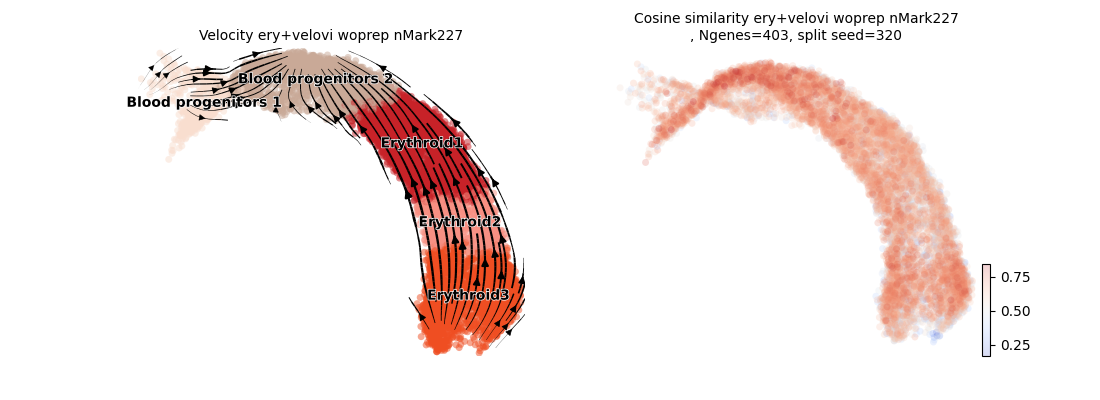 Velocity ery+velovi woprep nMark227
Blood progenitors 2
Blood progenitors 1
Erythroid1
Erythroid2
Erythroid3
Cosine similarity ery+velovi woprep nMark227
, Ngenes=403, split seed=320
0.75
0.50
0.25